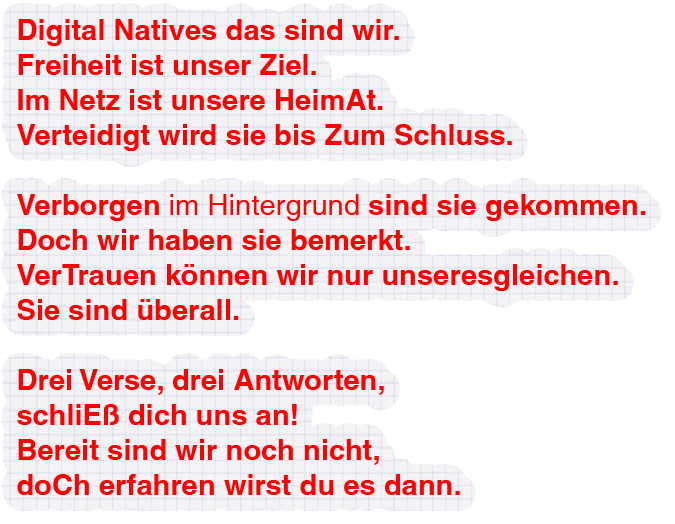 Digital Natives das sind wir.
Freiheit ist unser Ziel.
Im Netz ist unsere HeimAt.
Verteidigt wird sie bis Zum Schluss.
Verborgen im Hintergrund sind sie gekommen.
Doch wir haben sie bemerkt.
VerTrauen können wir nur unseresgleichen.
Sie sind überall.
Drei Verse, drei Antworten,
schliEß dich uns an!
Bereit sind wir noch nicht,
doCh erfahren wirst du es dann.